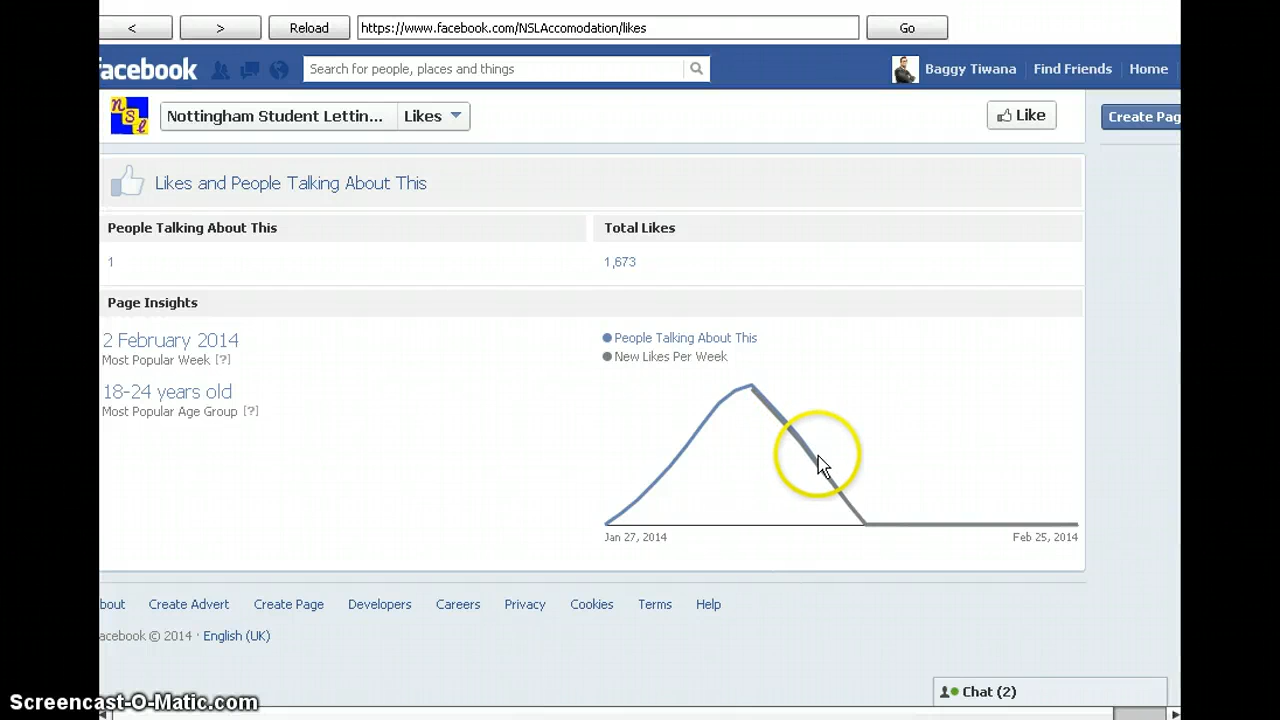 < > Reload https://www.facebook.com/NSLAccomodation/likes Go
facebook Search for people, places and things Baggy Tiwana Find Friends Home
nsl Nottingham Student Lettin... Likes Like Create Pag
Likes and People Talking About This
People Talking About This Total Likes
1 1,673
Page Insights
2 February 2014 People Talking About This
Most Popular Week [?] New Likes Per Week
18-24 years old
Most Popular Age Group [?]
Jan 27, 2014 Feb 25, 2014
bout Create Advert Create Page Developers Careers Privacy Cookies Terms Help
acebook © 2014 · English (UK)
Chat (2)
Screencast-O-Matic.com